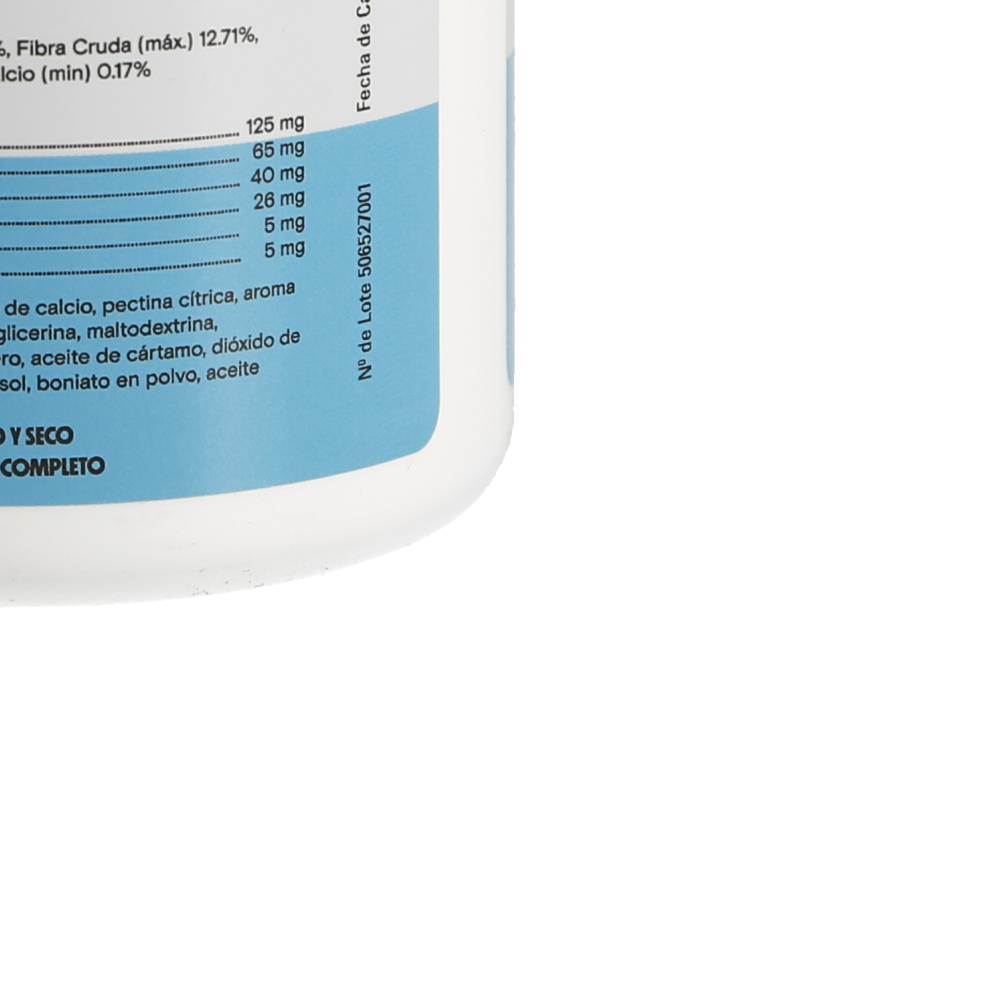 %, Fibra Cruda (máx.) 12.71%,
lcio (min) 0.17%
125 mg
65 mg
40 mg
26 mg
5 mg
5 mg
de calcio, pectina cítrica, aroma
glicerina, maltodextrina,
ro, aceite de cártamo, dióxido de
sol, boniato en polvo, aceite
O Y SECO
COMPLETO
Fecha de Ca
Nº de Lote 506527001